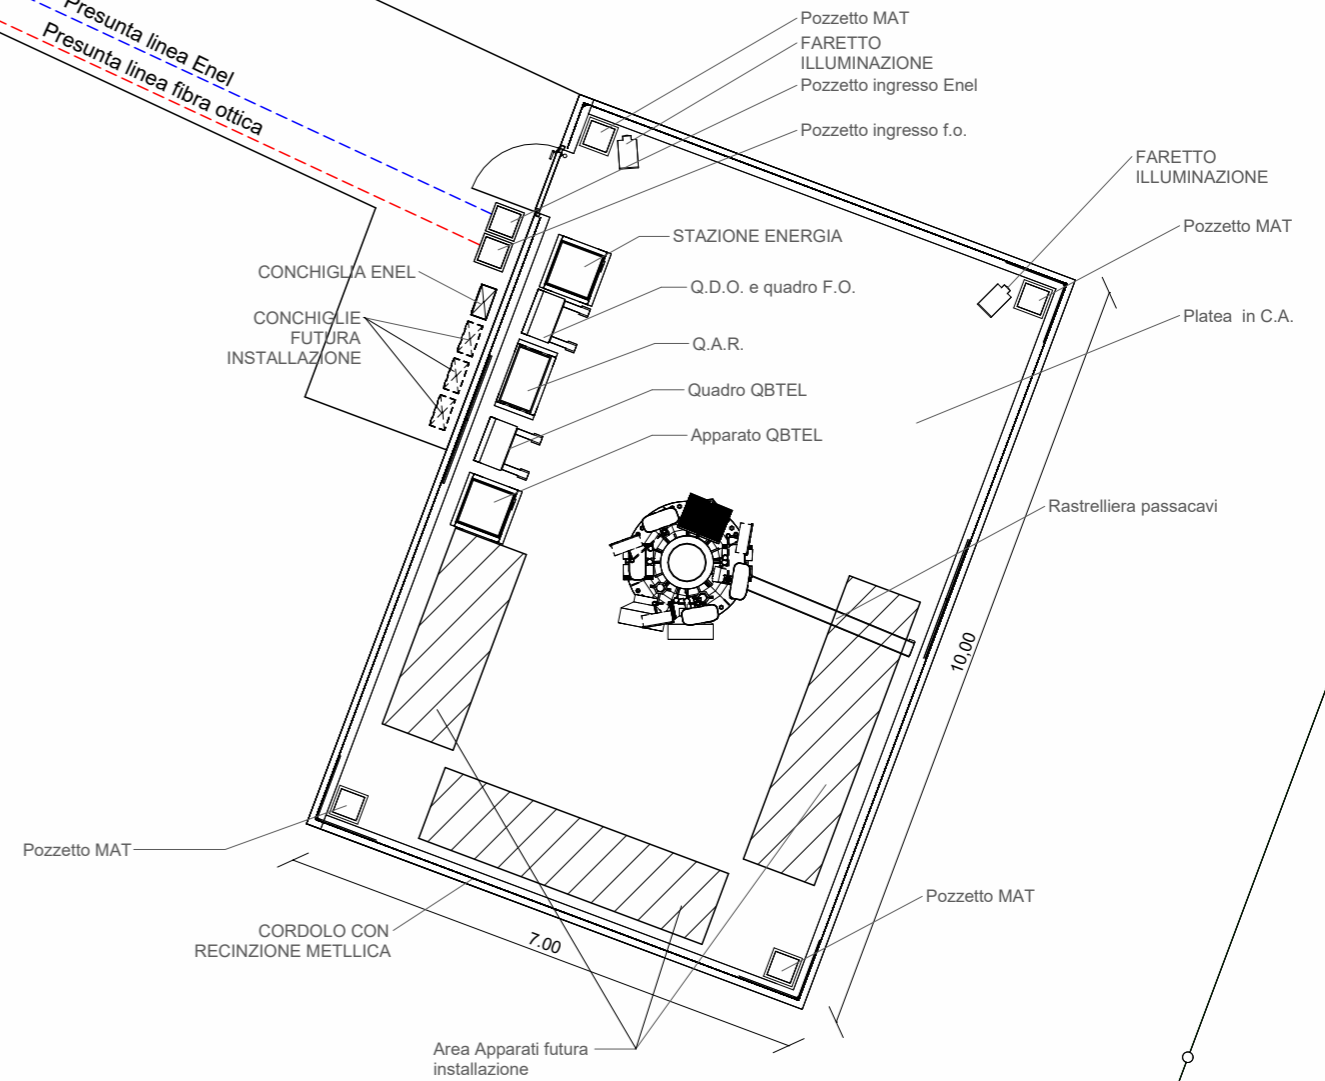 Pozzetto MAT
FARETTO
ILLUMINAZIONE
Pozzetto ingresso Enel
Pozzetto ingresso f.o.
Presunta linea Enel
Presunta linea fibra ottica
FARETTO
ILLUMINAZIONE
Pozzetto MAT
STAZIONE ENERGIA
CONCHIGLIA ENEL
Q.D.O. e quadro F.O.
CONCHIGLIE
FUTURA
INSTALLAZIONE
Platea in C.A.
Q.A.R.
Quadro QBTEL
Apparato QBTEL
Rastrelliera passacavi
10,00
Pozzetto MAT
Pozzetto MAT
CORDOLO CON
RECINZIONE METLLICA
7.00
Area Apparati futura
installazione